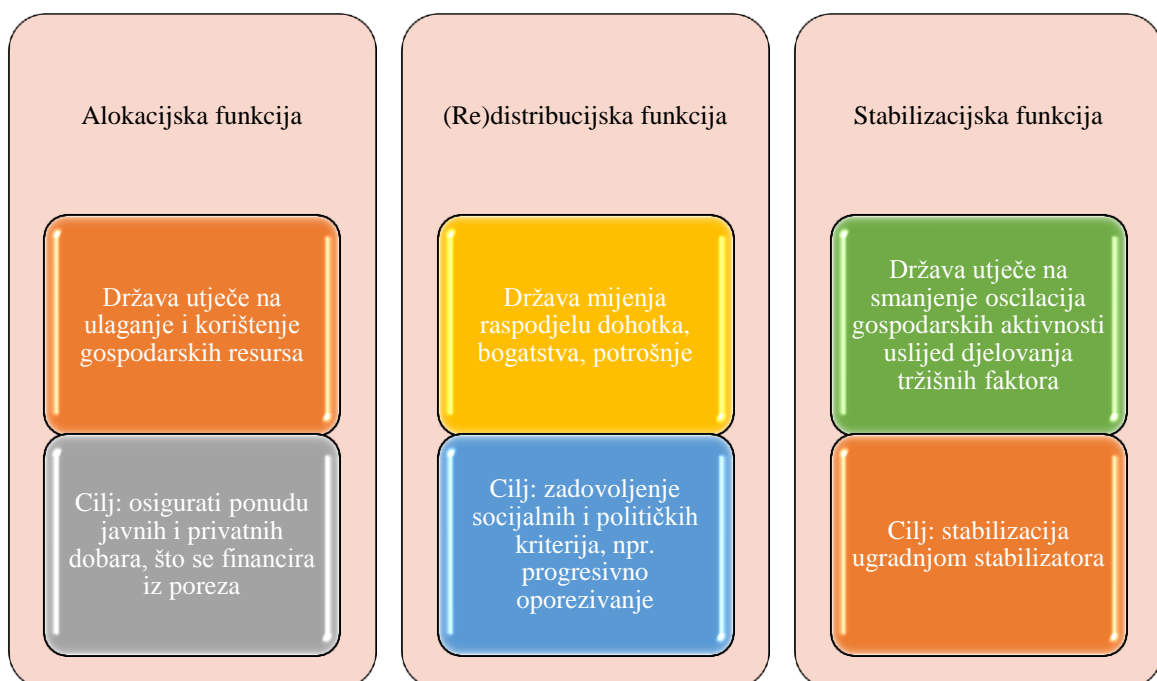 Alokacijska funkcija
Država utječe na
ulaganje i korištenje
gospodarskih resursa
Cilj: osigurati ponudu
javnih i privatnih
dobara, što se financira
iz poreza
(Re)distribucijska funkcija
Država mijenja
raspodjelu dohotka,
bogatstva, potrošnje
Cilj: zadovoljenje
socijalnih i političkih
kriterija, npr.
progresivno
oporezivanje
Stabilizacijska funkcija
Država utječe na
smanjenje oscilacija
gospodarskih aktivnosti
uslijed djelovanja
tržišnih faktora
Cilj: stabilizacija
ugradnjom stabilizatora